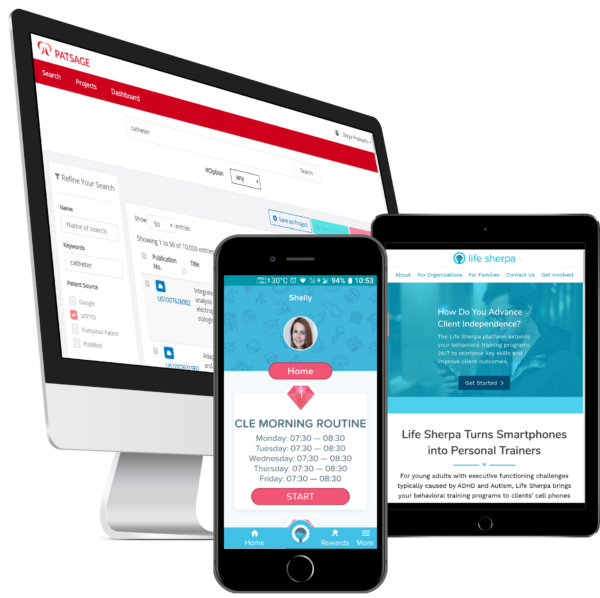 PATSAGE
Search Projects Dashboard
Shriya Prakash
catheter
#Option any Search
Refine Your Search
Name
Name of search
Keywords
catheter
Patent Source
Google
USPTO
European Patent
PubMed
Show 50 entries
Save as Project
Showing 1 to 50 of 10,000 entries
Publication No. Title
US1007626082
Integrate
analysis
electrop
siologic
Adap
and
30°C 94% 10:53
Shelly
Home
1
CLE MORNING ROUTINE
Monday: 07:30 — 08:30
Tuesday: 07:30 — 08:30
Wednesday: 07:30 — 08:30
Thursday: 07:30 — 08:30
Friday: 07:30 — 08:30
START
Home Rewards More
life sherpa
About For Organizations For Families Contact Us Get Involved
How Do You Advance
Client Independence?
The Life Sherpa platform extends
your behavioral training programs
24/7 to reinforce key skills and
improve client outcomes.
Get Started >
Life Sherpa Turns Smartphones
into Personal Trainers
For young adults with executive functioning challenges
typically caused by ADHD and Autism, Life Sherpa brings
your behavioral training programs to clients' cell phones